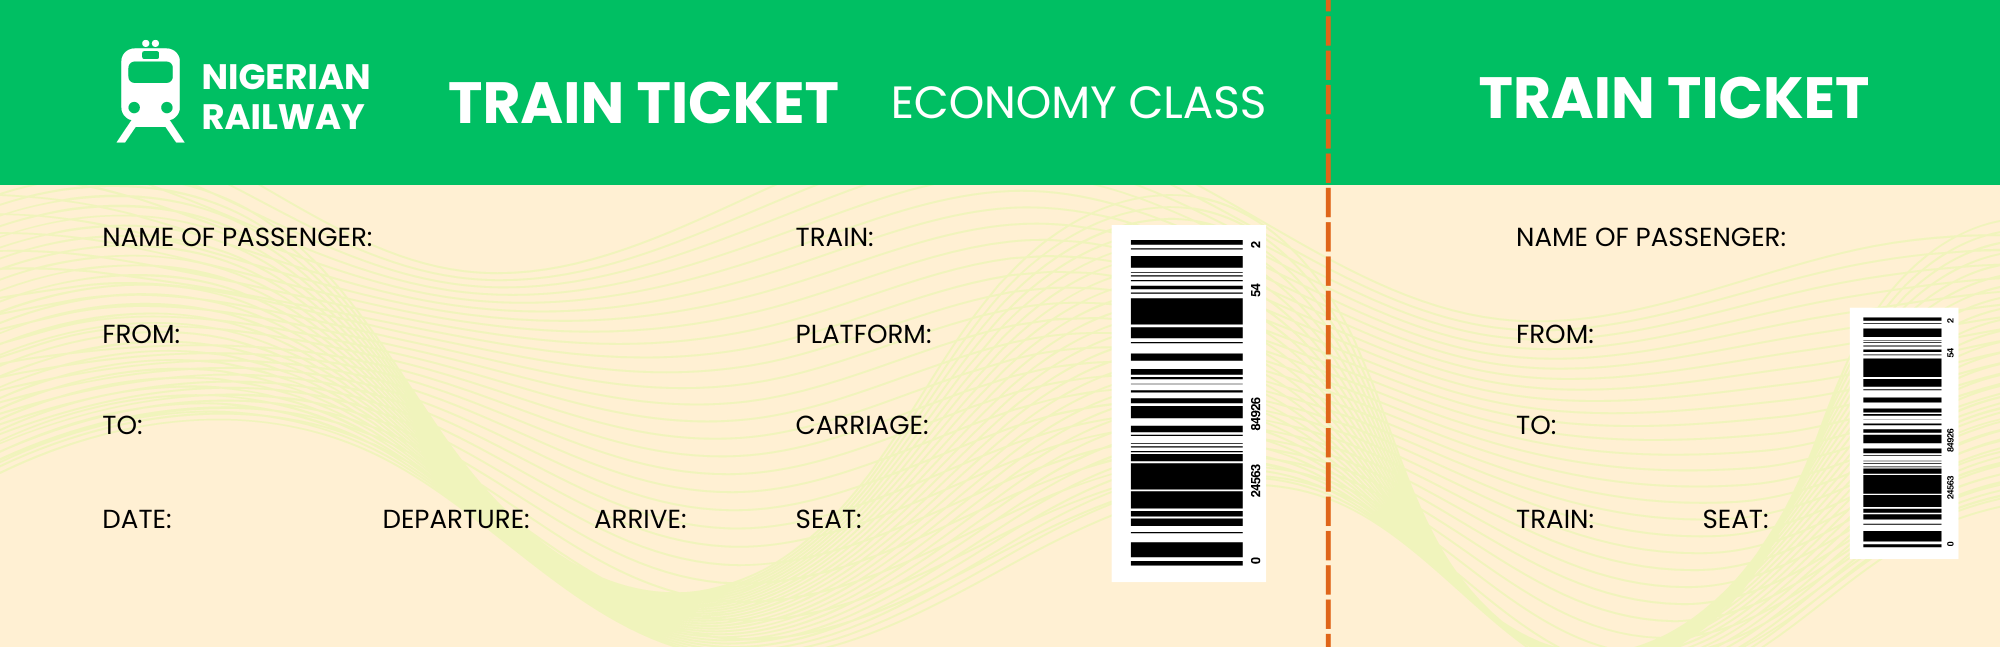 NIGERIAN
RAILWAY
TRAIN TICKET
ECONOMY CLASS
NAME OF PASSENGER:
TRAIN:
FROM:
PLATFORM:
TO:
CARRIAGE:
DATE:
DEPARTURE:
ARRIVE:
SEAT:
0 24563 84926 54 2
TRAIN TICKET
NAME OF PASSENGER:
FROM:
TO:
TRAIN:
SEAT:
0 24563 84926 54 2